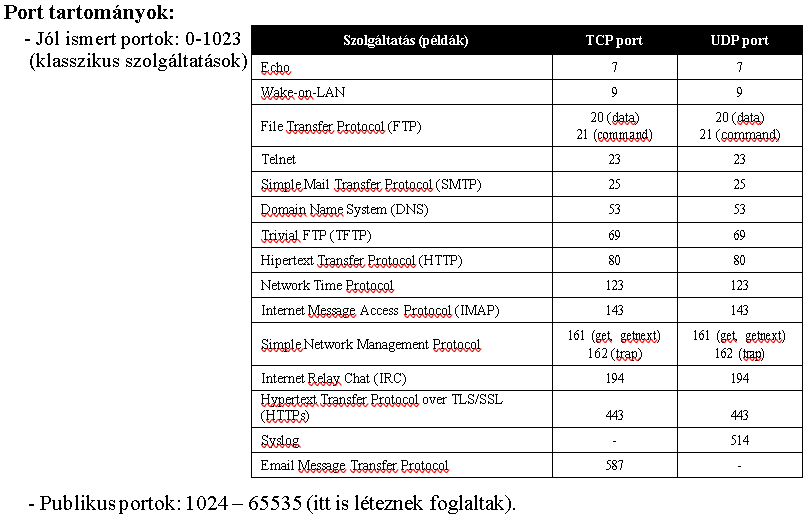 Port tartományok:
- Jól ismert portok: 0-1023
(klasszikus szolgáltatások)
Szolgáltatás (példák) TCP port UDP port
Echo 7 7
Wake-on-LAN 9 9
File Transfer Protocol (FTP) 20 (data) 20 (data)
21 (command) 21 (command)
Telnet 23 23
Simple Mail Transfer Protocol (SMTP) 25 25
Domain Name System (DNS) 53 53
Trivial FTP (TFTP) 69 69
Hipertext Transfer Protocol (HTTP) 80 80
Network Time Protocol 123 123
Internet Message Access Protocol (IMAP) 143 143
Simple Network Management Protocol 161 (get, getnext) 161 (get, getnext)
162 (trap) 162 (trap)
Internet Relay Chat (IRC) 194 194
Hypertext Transfer Protocol over TLS/SSL
(HTTPs) 443 443
Syslog - 514
Email Message Transfer Protocol 587 -
- Publikus portok: 1024 – 65535 (itt is léteznek foglaltak).